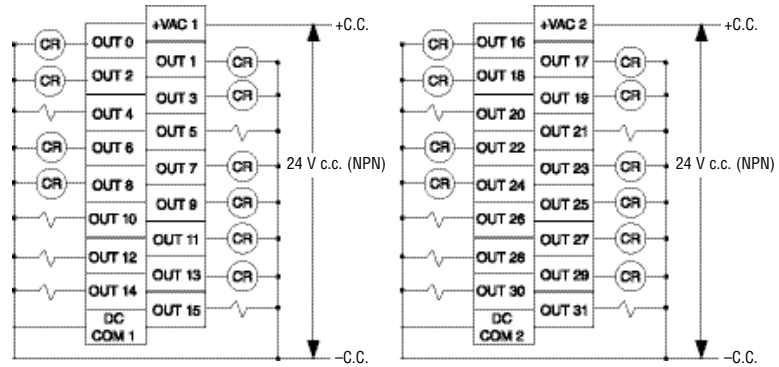 +VAC 1
+C.C.
CR OUT 0
OUT 1 CR
CR OUT 2
OUT 3 CR
OUT 4
OUT 5
CR OUT 6
OUT 7 CR
24 V c.c. (NPN)
CR OUT 8
OUT 9 CR
OUT 10
OUT 11 CR
OUT 12
OUT 13 CR
OUT 14
OUT 15
DC
COM 1
–C.C.
+VAC 2
+C.C.
CR OUT 16
OUT 17 CR
CR OUT 18
OUT 19 CR
OUT 20
OUT 21
CR OUT 22
OUT 23 CR
24 V c.c. (NPN)
CR OUT 24
OUT 25 CR
OUT 26
OUT 27 CR
OUT 28
OUT 29 CR
OUT 30
OUT 31
DC
COM 2
–C.C.